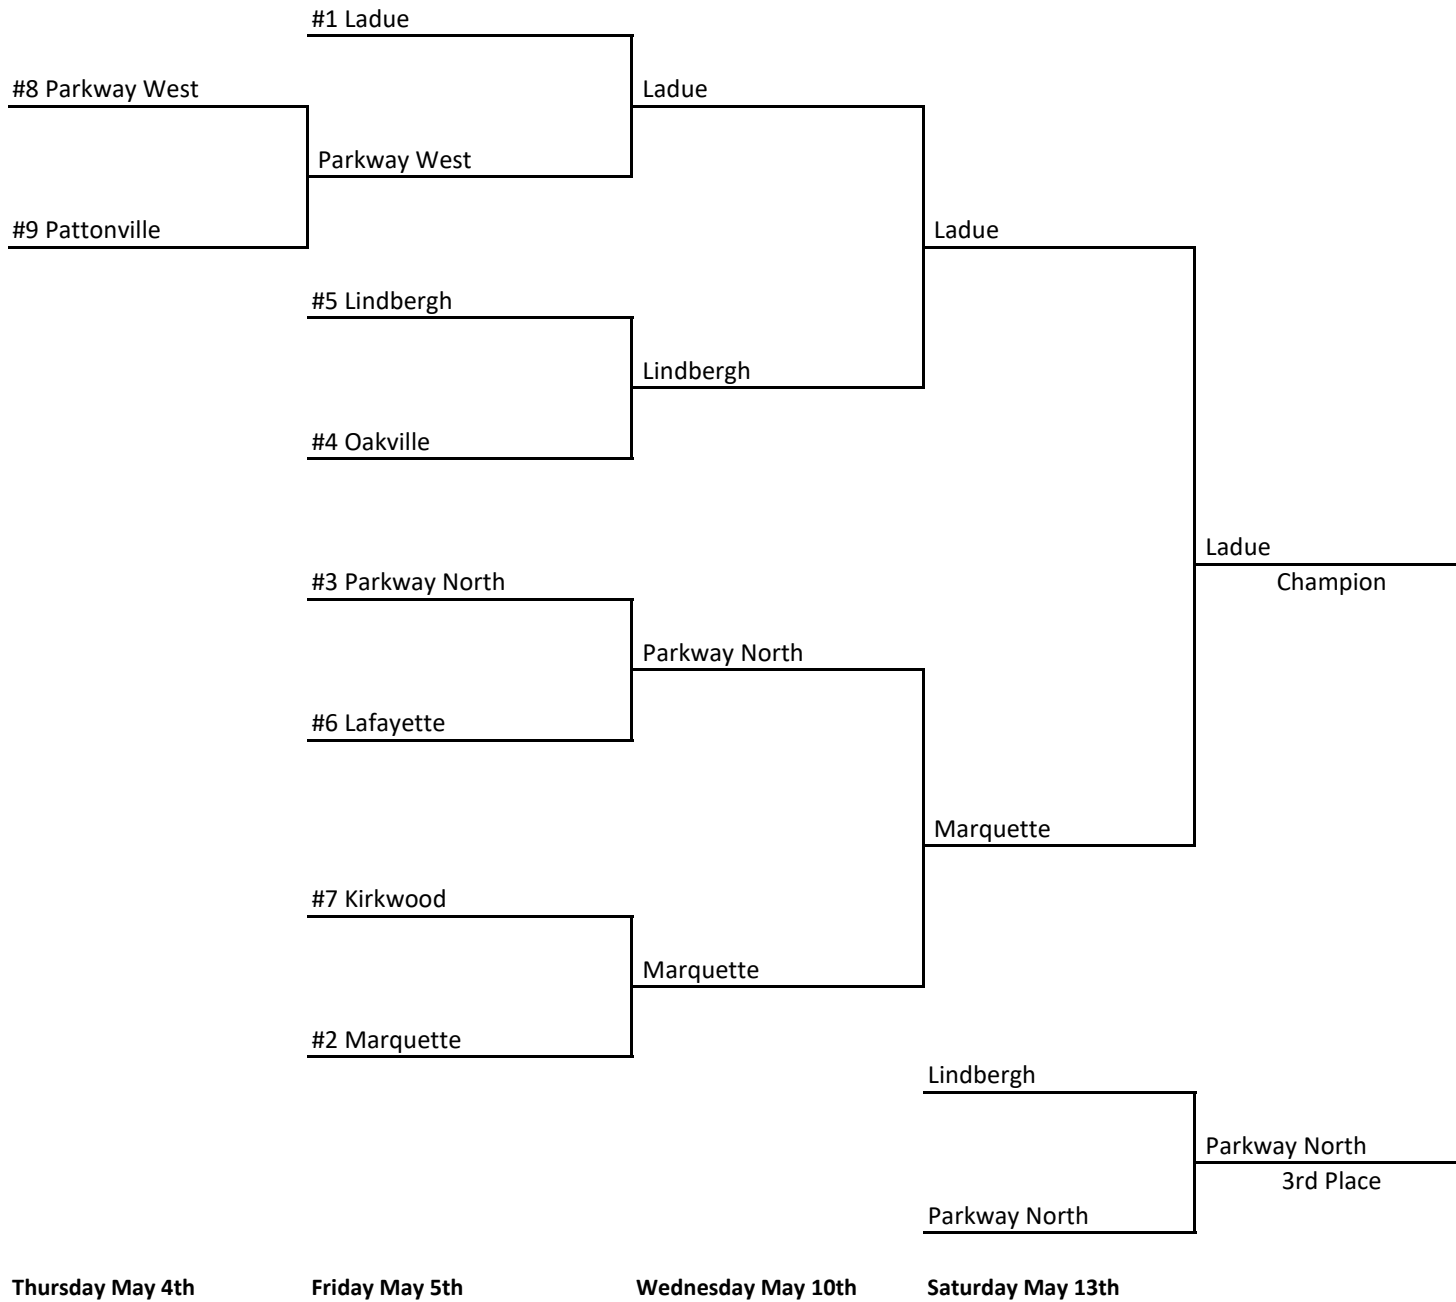 #1 Ladue
#8 Parkway West
Ladue
Parkway West
#9 Pattonville
Ladue
#5 Lindbergh
Lindbergh
#4 Oakville
Ladue
Champion
#3 Parkway North
Parkway North
#6 Lafayette
Marquette
#7 Kirkwood
Marquette
#2 Marquette
Lindbergh
Parkway North
3rd Place
Parkway North
Thursday May 4th
Friday May 5th
Wednesday May 10th
Saturday May 13th